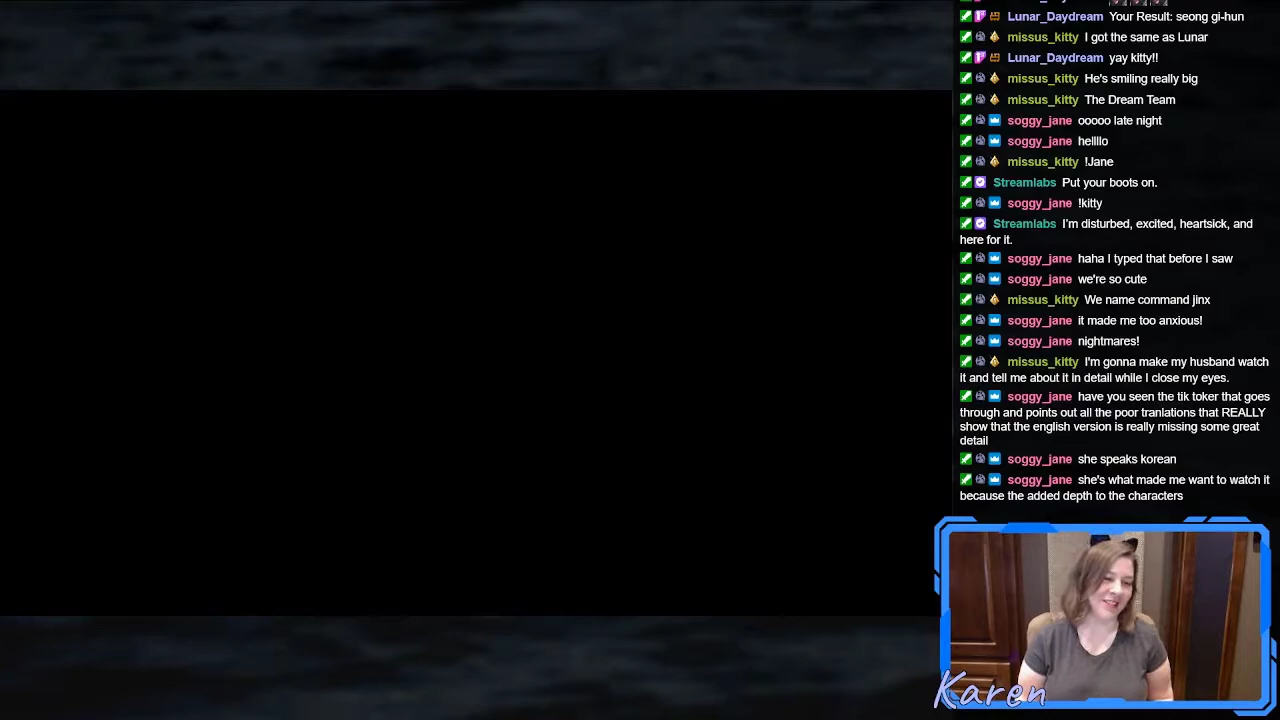 Lunar_Daydream Your Result: seong gi-hun
missus_kitty I got the same as Lunar
Lunar_Daydream yay kitty!!
missus_kitty He's smiling really big
missus_kitty The Dream Team
soggy_jane ooooo late night
soggy_jane hellllo
missus_kitty !Jane
Streamlabs Put your boots on.
soggy_jane !kitty
Streamlabs I'm disturbed, excited, heartsick, and
here for it.
soggy_jane haha I typed that before I saw
soggy_jane we're so cute
missus_kitty We name command jinx
soggy_jane it made me too anxious!
soggy_jane nightmares!
missus_kitty I'm gonna make my husband watch
it and tell me about it in detail while I close my eyes.
soggy_jane have you seen the tik toker that goes
through and points out all the poor tranlations that REALLY
show that the english version is really missing some great
detail
soggy_jane she speaks korean
soggy_jane she's what made me want to watch it
because the added depth to the characters
Karen